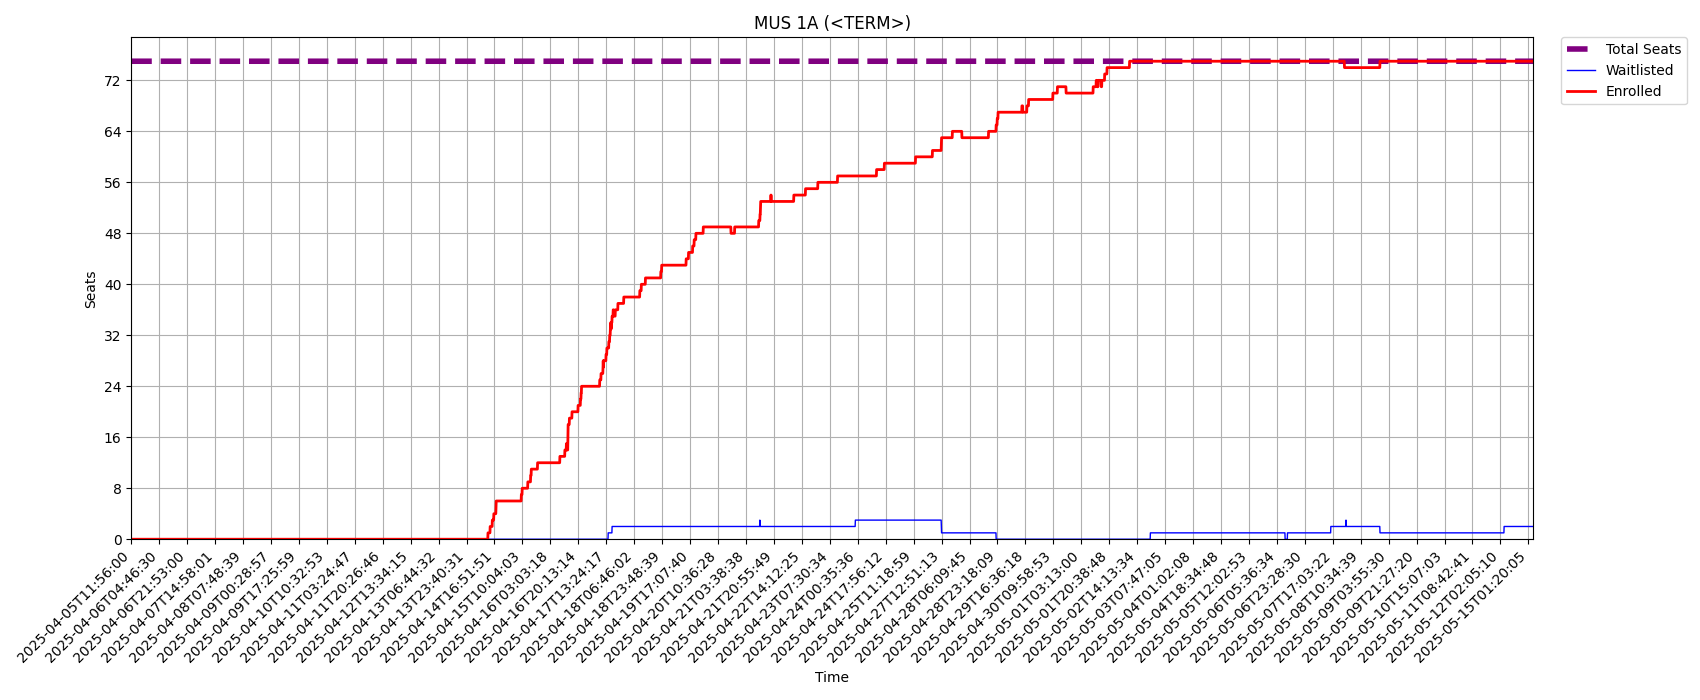 MUS 1A (<TERM>)
Total Seats
Waitlisted
Enrolled
Seats
72
64
56
48
40
32
24
16
8
0
2025-04-05T11:56:00
2025-04-06T04:46:30
2025-04-06T21:53:00
2025-04-07T14:58:01
2025-04-08T07:48:39
2025-04-09T00:28:57
2025-04-09T17:25:59
2025-04-10T10:32:53
2025-04-11T03:24:47
2025-04-11T20:26:46
2025-04-12T13:34:15
2025-04-13T06:44:32
2025-04-13T23:40:31
2025-04-14T16:51:51
2025-04-15T10:04:03
2025-04-16T03:03:18
2025-04-16T20:13:14
2025-04-17T13:24:17
2025-04-18T06:46:02
2025-04-18T23:48:39
2025-04-19T17:07:40
2025-04-20T10:36:28
2025-04-21T03:38:38
2025-04-21T20:55:49
2025-04-22T14:12:25
2025-04-23T07:30:34
2025-04-24T00:35:36
2025-04-24T17:56:12
2025-04-25T11:18:59
2025-04-27T12:51:13
2025-04-28T06:09:45
2025-04-28T23:18:09
2025-04-29T16:36:18
2025-04-30T09:58:53
2025-05-01T03:13:00
2025-05-01T20:38:48
2025-05-02T14:13:34
2025-05-03T07:47:05
2025-05-04T01:02:08
2025-05-04T18:34:48
2025-05-05T12:02:53
2025-05-06T05:36:34
2025-05-06T23:28:30
2025-05-07T17:03:22
2025-05-08T10:34:39
2025-05-09T03:55:30
2025-05-09T21:27:20
2025-05-10T15:07:03
2025-05-11T08:42:41
2025-05-12T02:05:10
2025-05-15T01:20:05
Time